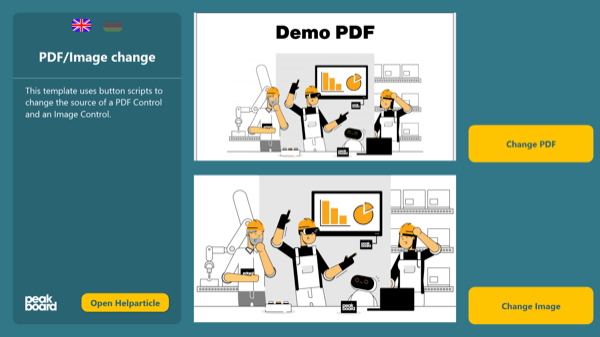 PDF/Image change
This template uses button scripts to
change the source of a PDF Control
and an Image Control.
peak
board
Open Helparticle
Demo PDF
Change PDF
Change Image